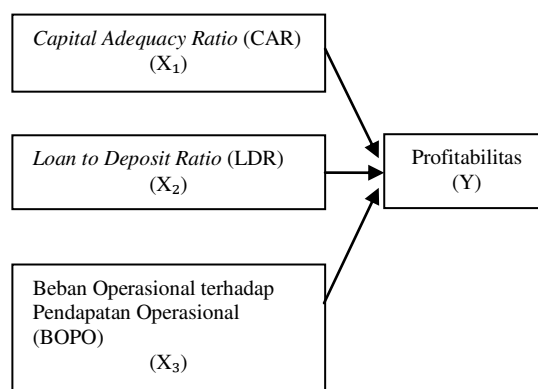 Capital Adequacy Ratio (CAR)
(X₁)
Loan to Deposit Ratio (LDR)
(X₂)
Profitabilitas
(Y)
Beban Operasional terhadap
Pendapatan Operasional
(BOPO)
(X₃)